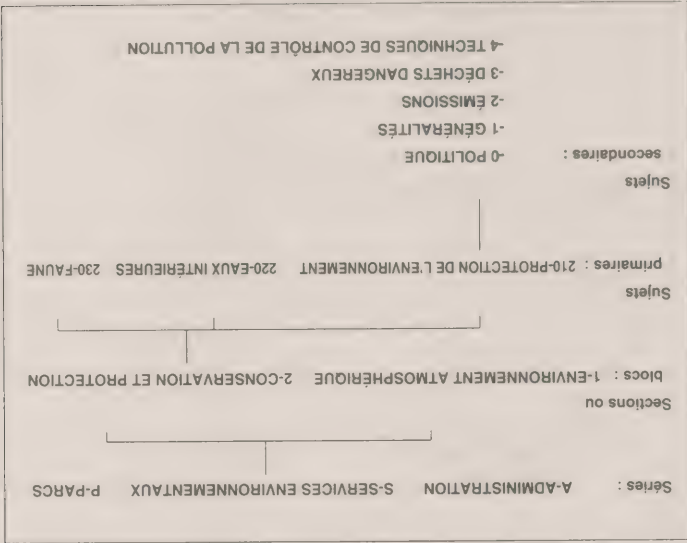 Séries : A-ADMINISTRATION S-SERVICES ENVIRONNEMENTAUX P-PARCS
Sections ou
blocs : 1-ENVIRONNEMENT ATMOSPHÉRIQUE 2-CONSERVATION ET PROTECTION
Sujets
primaires : 210-PROTECTION DE L'ENVIRONNEMENT 220-EAUX INTÉRIEURES 230-FAUNE
Sujets
secondaires : -0 POLITIQUE
-1 GÉNÉRALITÉS
-2 ÉMISSIONS
-3 DÉCHETS DANGEREUX
-4 TECHNIQUES DE CONTRÔLE DE LA POLLUTION